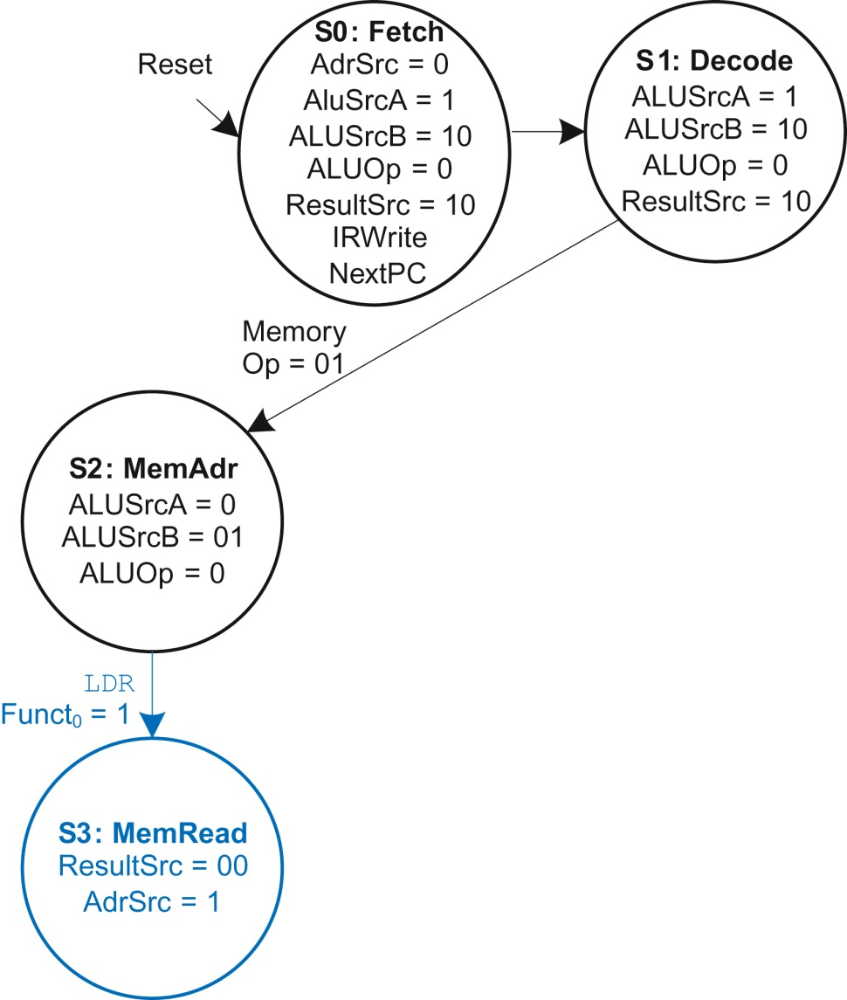 Reset
S0: Fetch
AdrSrc = 0
AluSrcA = 1
ALUSrcB = 10
ALUOp = 0
ResultSrc = 10
IRWrite
NextPC
S1: Decode
ALUSrcA = 1
ALUSrcB = 10
ALUOp = 0
ResultSrc = 10
Memory
Op = 01
S2: MemAdr
ALUSrcA = 0
ALUSrcB = 01
ALUOp = 0
LDR
Funct₀ = 1
S3: MemRead
ResultSrc = 00
AdrSrc = 1